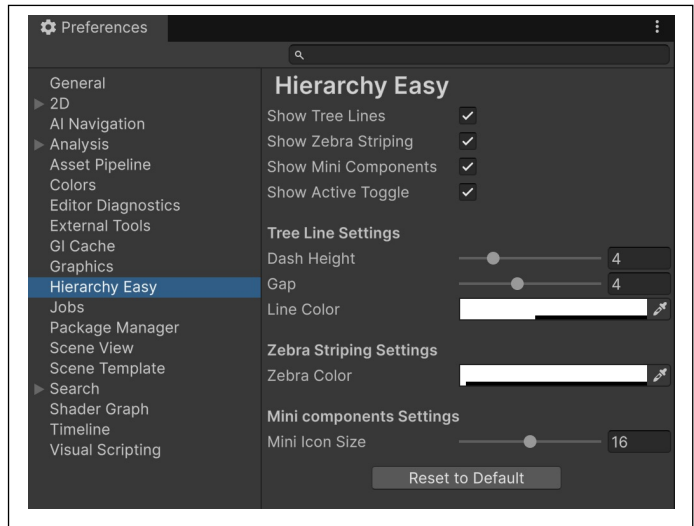 Preferences
General
2D
AI Navigation
Analysis
Asset Pipeline
Colors
Editor Diagnostics
External Tools
GI Cache
Graphics
Hierarchy Easy
Jobs
Package Manager
Scene View
Scene Template
Search
Shader Graph
Timeline
Visual Scripting
Hierarchy Easy
Show Tree Lines
Show Zebra Striping
Show Mini Components
Show Active Toggle
Tree Line Settings
Dash Height 4
Gap 4
Line Color
Zebra Striping Settings
Zebra Color
Mini components Settings
Mini Icon Size 16
Reset to Default